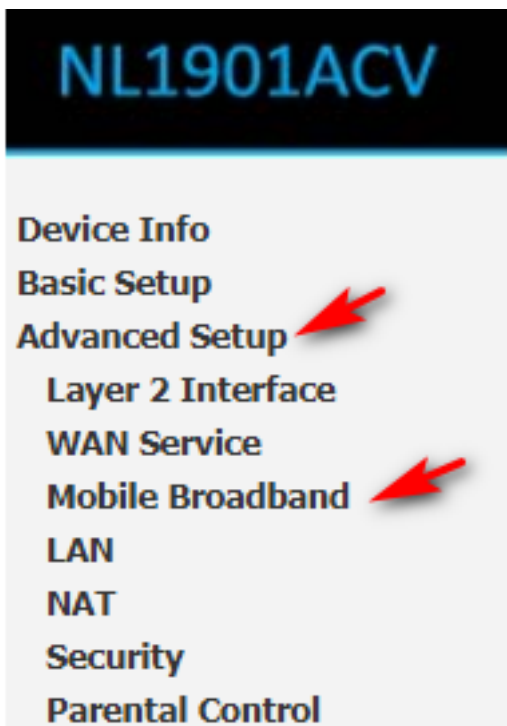 NL1901ACV
Device Info
Basic Setup
Advanced Setup
Layer 2 Interface
WAN Service
Mobile Broadband
LAN
NAT
Security
Parental Control